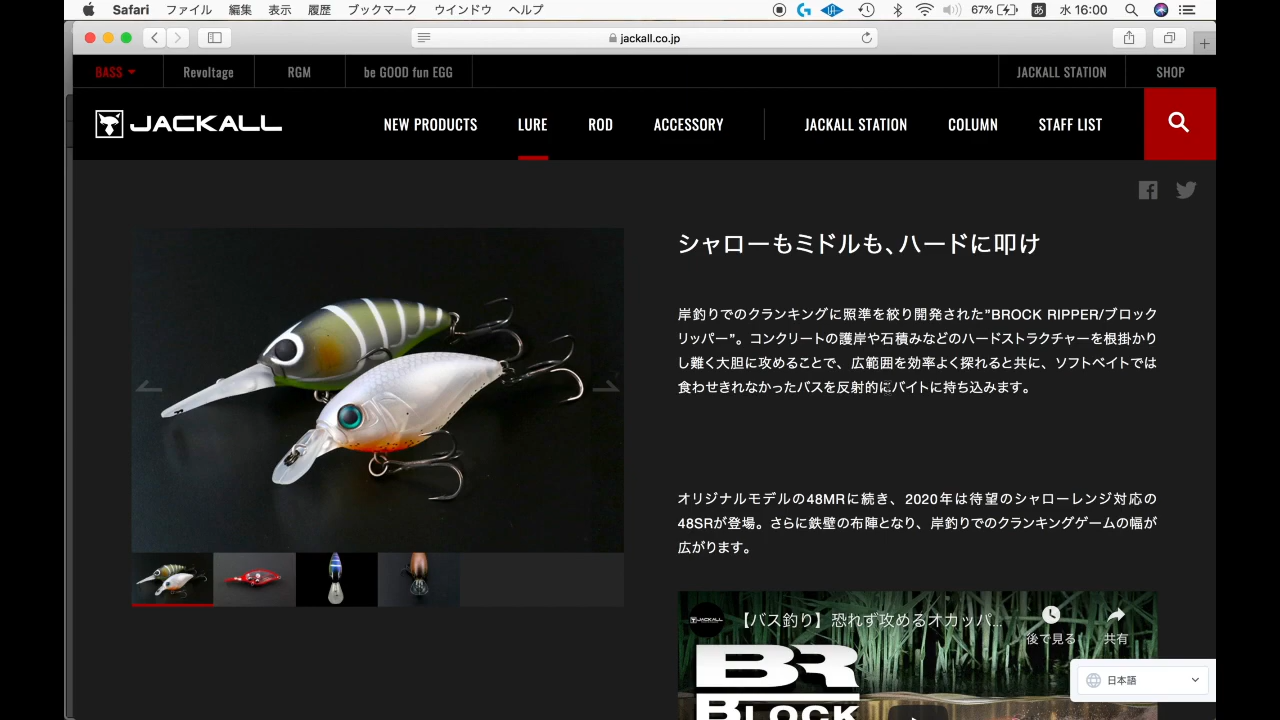 Safari ファイル 編集 表示 履歴 ブックマーク ウインドウ ヘルプ 67% あ 水 16:00
jackall.co.jp
BASS Revoltage RGM be GOOD fun EGG JACKALL STATION SHOP
JACKALL NEW PRODUCTS LURE ROD ACCESSORY JACKALL STATION COLUMN STAFF LIST
シャローもミドルも、ハードに叩け
岸釣りでのクランキングに照準を絞り開発された”BROCK RIPPER/ブロック
リッパー”。コンクリートの護岸や石積みなどのハードストラクチャーを根掛かり
し難く大胆に攻めることで、広範囲を効率よく探れると共に、ソフトベイトでは
食わせきれなかったバスを反射的にバイトに持ち込みます。
オリジナルモデルの48MRに続き、2020年は待望のシャローレンジ対応の
48SRが登場。さらに鉄壁の布陣となり、岸釣りでのクランキングゲームの幅が
広がります。
JACKALL 【バス釣り】恐れず攻めるオカッパ...
後で見る 共有
BR
BLOCK
日本語